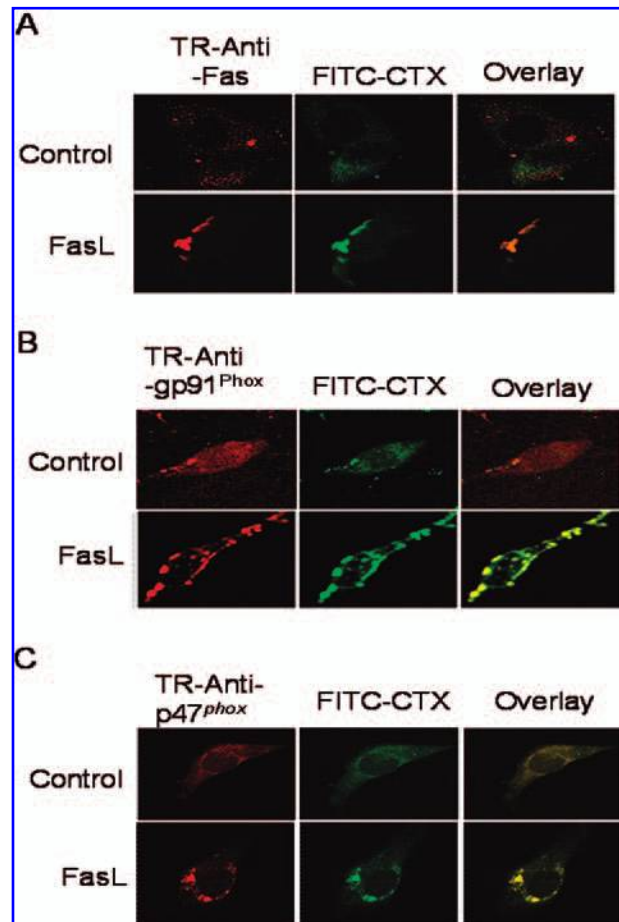 A
TR-Anti
-Fas
FITC-CTX
Overlay
Control
FasL
B
TR-Anti
-gp91Phox
FITC-CTX
Overlay
Control
FasL
C
TR-Anti-
p47phox
FITC-CTX
Overlay
Control
FasL